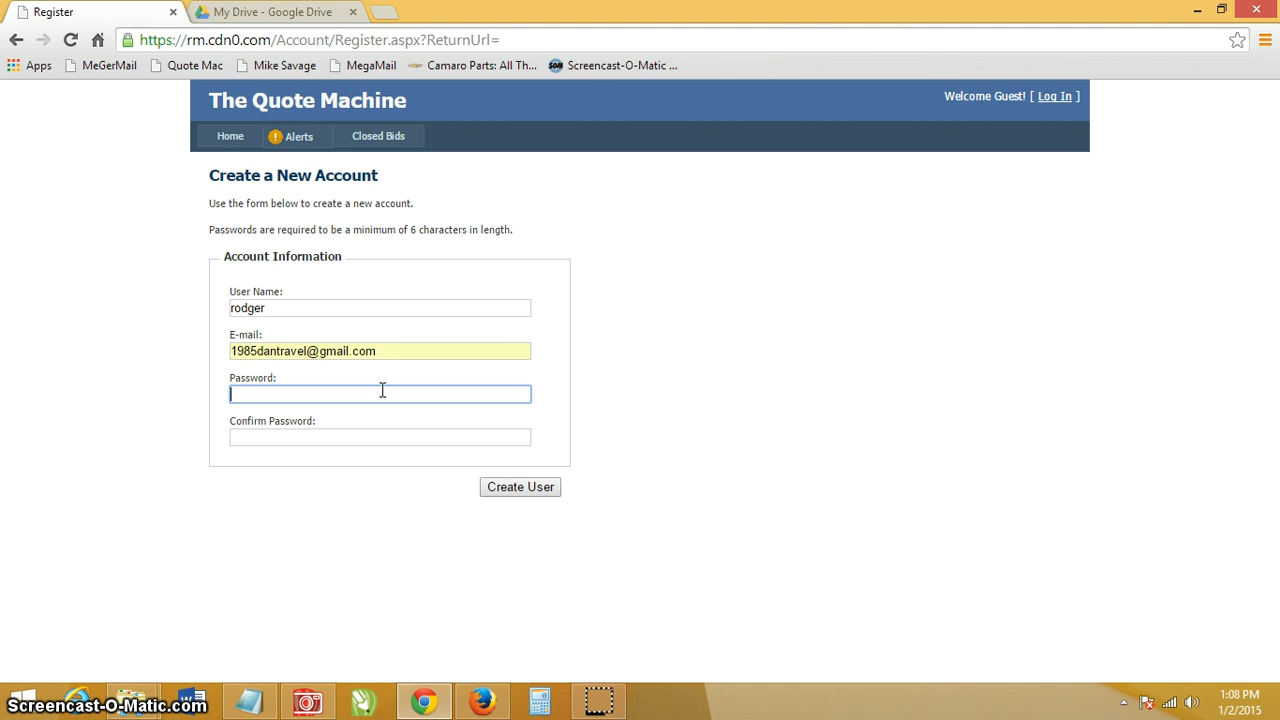 Register
My Drive - Google Drive
https://rm.cdn0.com/Account/Register.aspx?ReturnUrl=
Apps MeGerMail Quote Mac Mike Savage MegaMail Camaro Parts: All Th... Screencast-O-Matic ...
The Quote Machine
Welcome Guest! [ Log In ]
Home Alerts Closed Bids
Create a New Account
Use the form below to create a new account.
Passwords are required to be a minimum of 6 characters in length.
Account Information
User Name:
rodger
E-mail:
1985dantravel@gmail.com
Password:
Confirm Password:
Create User
Screencast-O-Matic.com
1:08 PM
1/2/2015